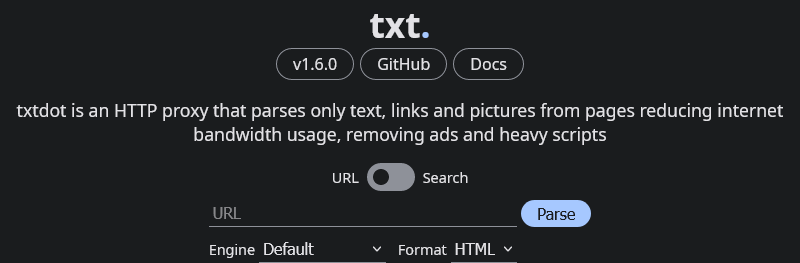 txt.
v1.6.0 GitHub Docs
txtdot is an HTTP proxy that parses only text, links and pictures from pages reducing internet
bandwidth usage, removing ads and heavy scripts
URL Search
URL Parse
Engine Default Format HTML